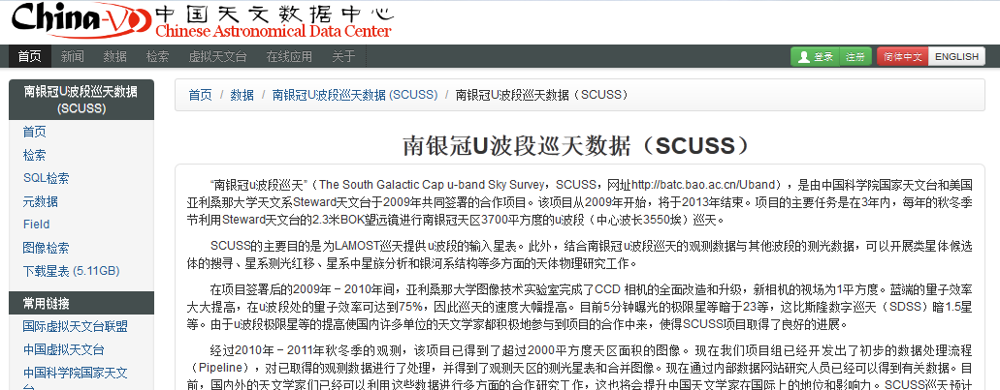 China-VO 中国天文数据中心
Chinese Astronomical Data Center
首页 新闻 数据 检索 虚拟天文台 在线应用 关于 登录 注册 简体中文 ENGLISH
南银冠U波段巡天数据
(SCUSS)
首页
检索
SQL检索
元数据
Field
图像检索
下载星表 (5.11GB)
常用链接
国际虚拟天文台联盟
中国虚拟天文台
中国科学院国家天文
首页 / 数据 / 南银冠U波段巡天数据 (SCUSS) / 南银冠U波段巡天数据（SCUSS）
南银冠U波段巡天数据（SCUSS）
“南银冠u波段巡天”（The South Galactic Cap u-band Sky Survey，SCUSS，网址http://batc.bao.ac.cn/Uband），是由中国科学院国家天文台和美国
亚利桑那大学天文系Steward天文台于2009年共同签署的合作项目。该项目从2009年开始，将于2013年结束。项目的主要任务是在3年内，每年的秋冬季
节利用Steward天文台的2.3米BOK望远镜进行南银冠天区3700平方度的u波段（中心波长3550埃）巡天。
SCUSS的主要目的是为LAMOST巡天提供u波段的输入星表。此外，结合南银冠u波段巡天的观测数据与其他波段的测光数据，可以开展类星体候选
体的搜寻、星系测光红移、星系中星族分析和银河系结构等多方面的天体物理研究工作。
在项目签署后的2009年－2010年间，亚利桑那大学图像技术实验室完成了CCD 相机的全面改造和升级，新相机的视场为1平方度。蓝端的量子效率
大大提高，在u波段处的量子效率可达到75%，因此巡天的速度大幅提高。目前5分钟曝光的极限星等暗于23等，这比斯隆数字巡天（SDSS）暗1.5星
等。由于u波段极限星等的提高使国内许多单位的天文学家都积极地参与到项目的合作中来，使得SCUSS项目取得了良好的进展。
经过2010年－2011年秋冬季的观测，该项目已得到了超过2000平方度天区面积的图像。现在我们项目组已经开发出了初步的数据处理流程
（Pipeline），对已取得的观测数据进行了处理，并得到了观测天区的测光星表和合并图像。现在通过内部数据网站研究人员已经可以得到有关数据。目
前，国内外的天文学家们已经可以利用这些数据进行多方面的合作研究工作，这也将会提升中国天文学家在国际上的地位和影响力。SCUSS巡天预计